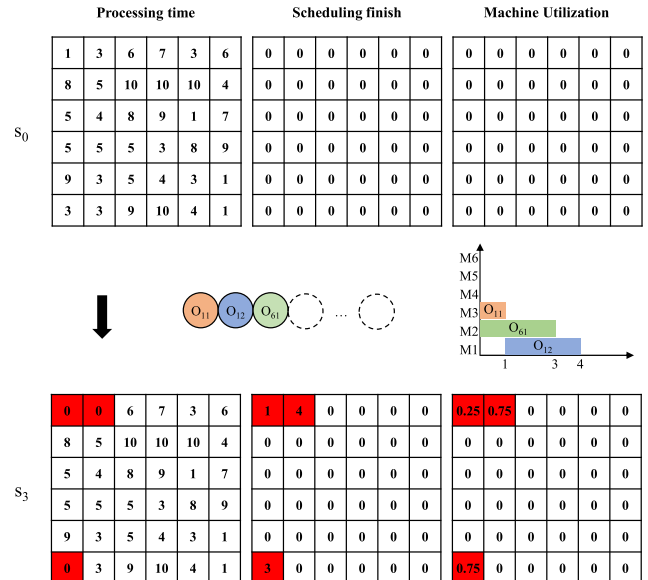 Processing time Scheduling finish Machine Utilization
1 3 6 7 3 6 0 0 0 0 0 0 0 0 0 0 0 0
8 5 10 10 10 4 0 0 0 0 0 0 0 0 0 0 0 0
5 4 8 9 1 7 0 0 0 0 0 0 0 0 0 0 0 0
S0
5 5 5 3 8 9 0 0 0 0 0 0 0 0 0 0 0 0
9 3 5 4 3 1 0 0 0 0 0 0 0 0 0 0 0 0
3 3 9 10 4 1 0 0 0 0 0 0 0 0 0 0 0 0
O11 O12 O61 ...
M6
M5
M4
M3 O11
M2 O61
M1 O12
1 3 4
0 0 6 7 3 6 1 4 0 0 0 0 0.25 0.75 0 0 0 0
8 5 10 10 10 4 0 0 0 0 0 0 0 0 0 0 0 0
5 4 8 9 1 7 0 0 0 0 0 0 0 0 0 0 0 0
S3
5 5 5 3 8 9 0 0 0 0 0 0 0 0 0 0 0 0
9 3 5 4 3 1 0 0 0 0 0 0 0 0 0 0 0 0
0 3 9 10 4 1 3 0 0 0 0 0 0.75 0 0 0 0 0